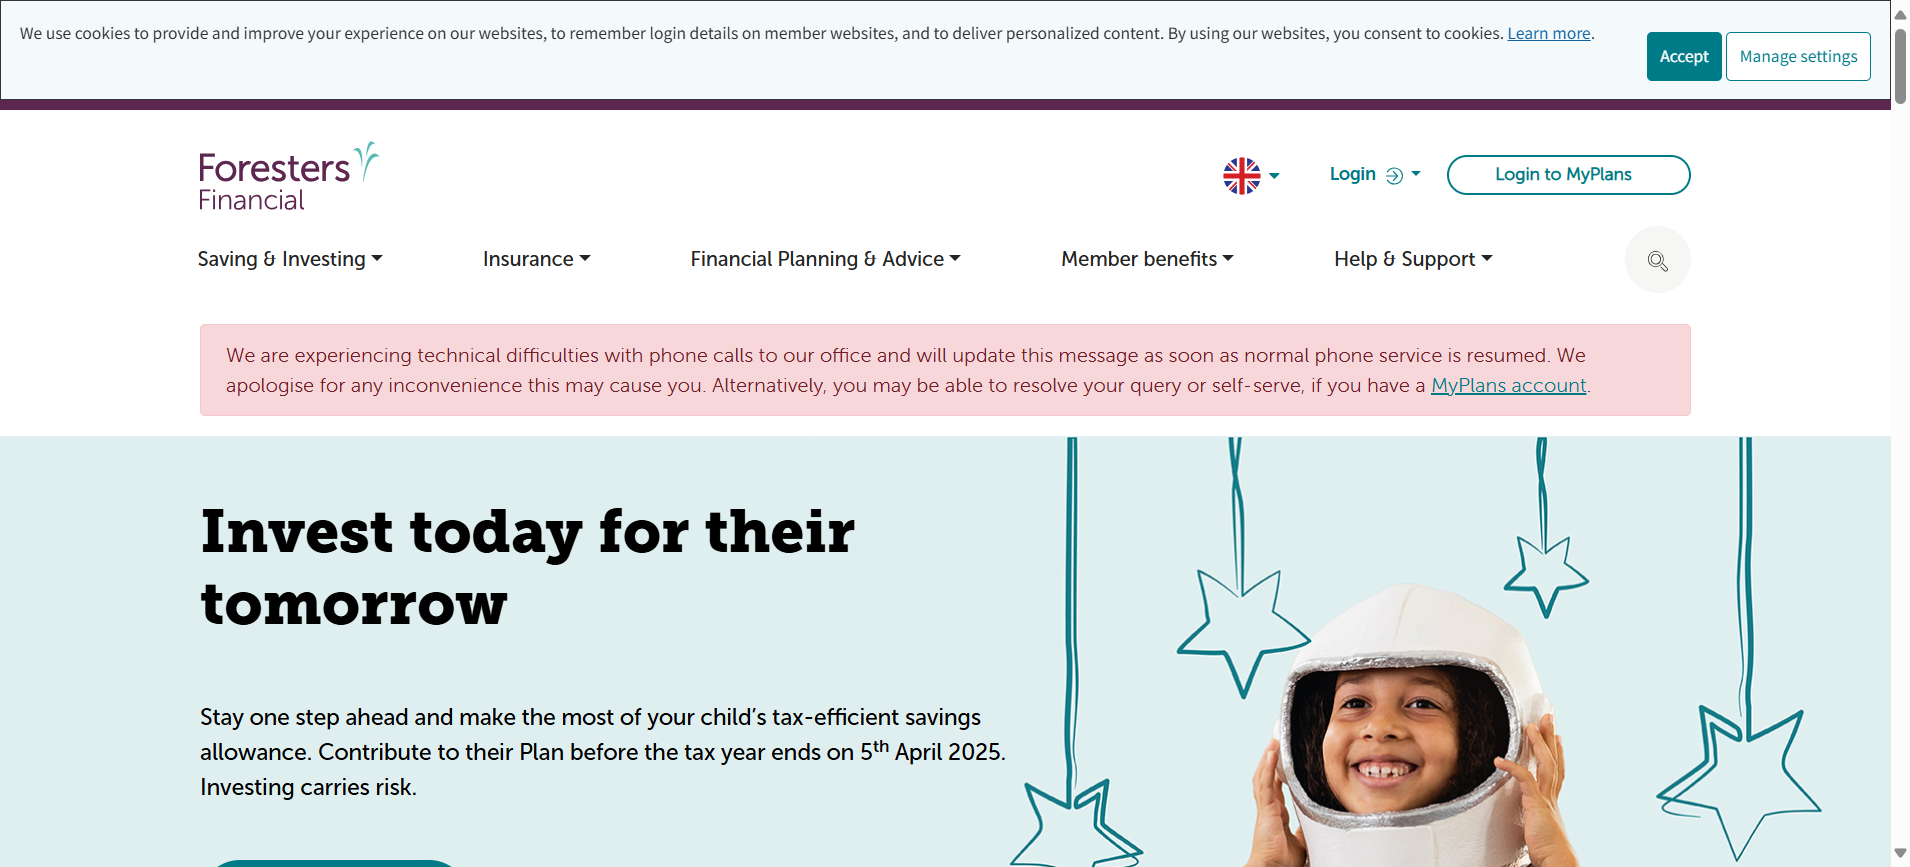 We use cookies to provide and improve your experience on our websites, to remember login details on member websites, and to deliver personalized content. By using our websites, you consent to cookies. Learn more.
Accept
Manage settings
Foresters
Financial
Login
Login to MyPlans
Saving & Investing
Insurance
Financial Planning & Advice
Member benefits
Help & Support
We are experiencing technical difficulties with phone calls to our office and will update this message as soon as normal phone service is resumed. We
apologise for any inconvenience this may cause you. Alternatively, you may be able to resolve your query or self-serve, if you have a MyPlans account.
Invest today for their
tomorrow
Stay one step ahead and make the most of your child’s tax-efficient savings
allowance. Contribute to their Plan before the tax year ends on 5th April 2025.
Investing carries risk.